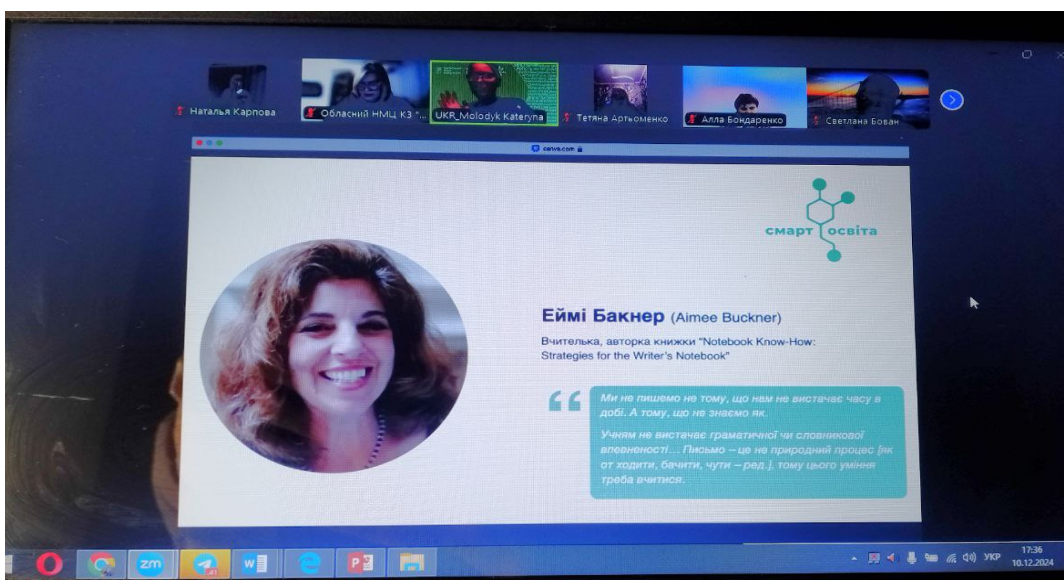 Наталья Карпова
Обласний НМЦ КЗ "...
UKR_Molodyk Kateryna
Тетяна Артьоменко
Алла Бондаренко
Светлана Бован
canva.com
смарт освіта
Еймі Бакнер (Aimee Buckner)
Вчителька, авторка книжки "Notebook Know-How:
Strategies for the Writer's Notebook"
Ми не пишемо не тому, що нам не вистачає часу в
добі. А тому, що не знаємо як.
Учням не вистачає граматичної чи словникової
впевненості... Письмо – це не природний процес [як
от ходити, бачити, чути – ред.], тому цього уміння
треба вчитися.
zm
W
P
УКР
17:36
10.12.2024